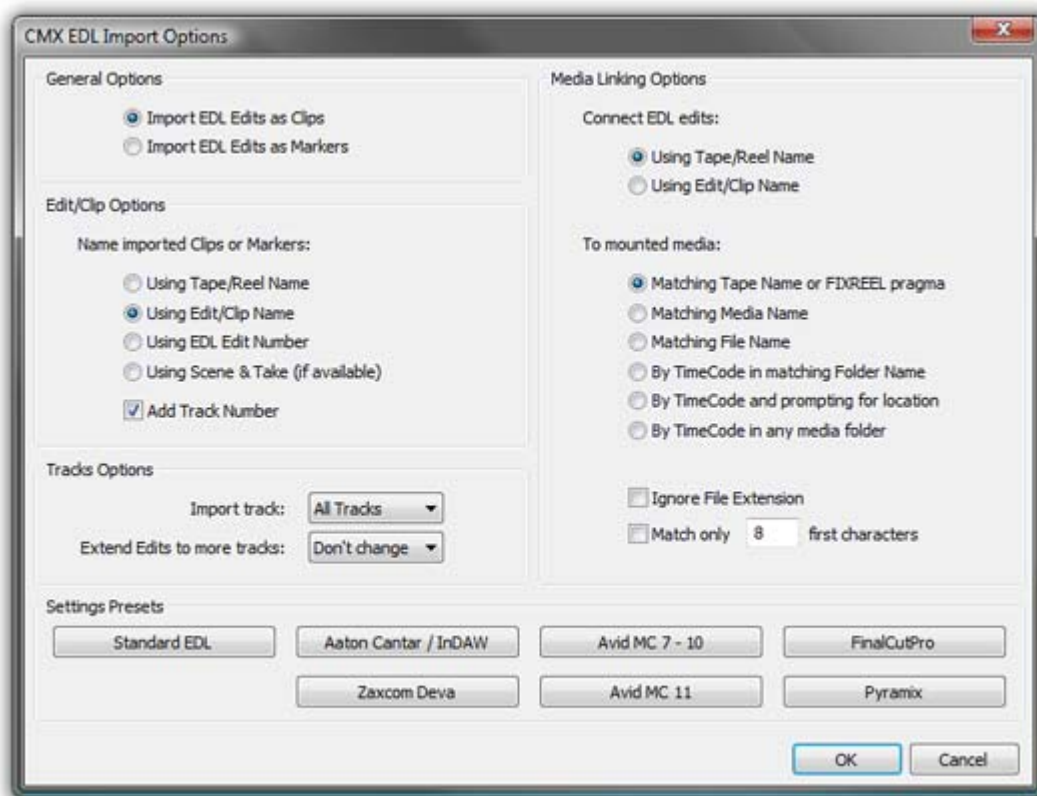 CMX EDL Import Options
General Options
Import EDL Edits as Clips
Import EDL Edits as Markers
Edit/Clip Options
Name imported Clips or Markers:
Using Tape/Reel Name
Using Edit/Clip Name
Using EDL Edit Number
Using Scene & Take (if available)
Add Track Number
Tracks Options
Import track: All Tracks
Extend Edits to more tracks: Don't change
Media Linking Options
Connect EDL edits:
Using Tape/Reel Name
Using Edit/Clip Name
To mounted media:
Matching Tape Name or FIXREEL pragma
Matching Media Name
Matching File Name
By TimeCode in matching Folder Name
By TimeCode and prompting for location
By TimeCode in any media folder
Ignore File Extension
Match only 8 first characters
Settings Presets
Standard EDL Aaton Cantar / InDAW Avid MC 7 - 10 FinalCutPro
Zaxcom Deva Avid MC 11 Pyramix
OK Cancel